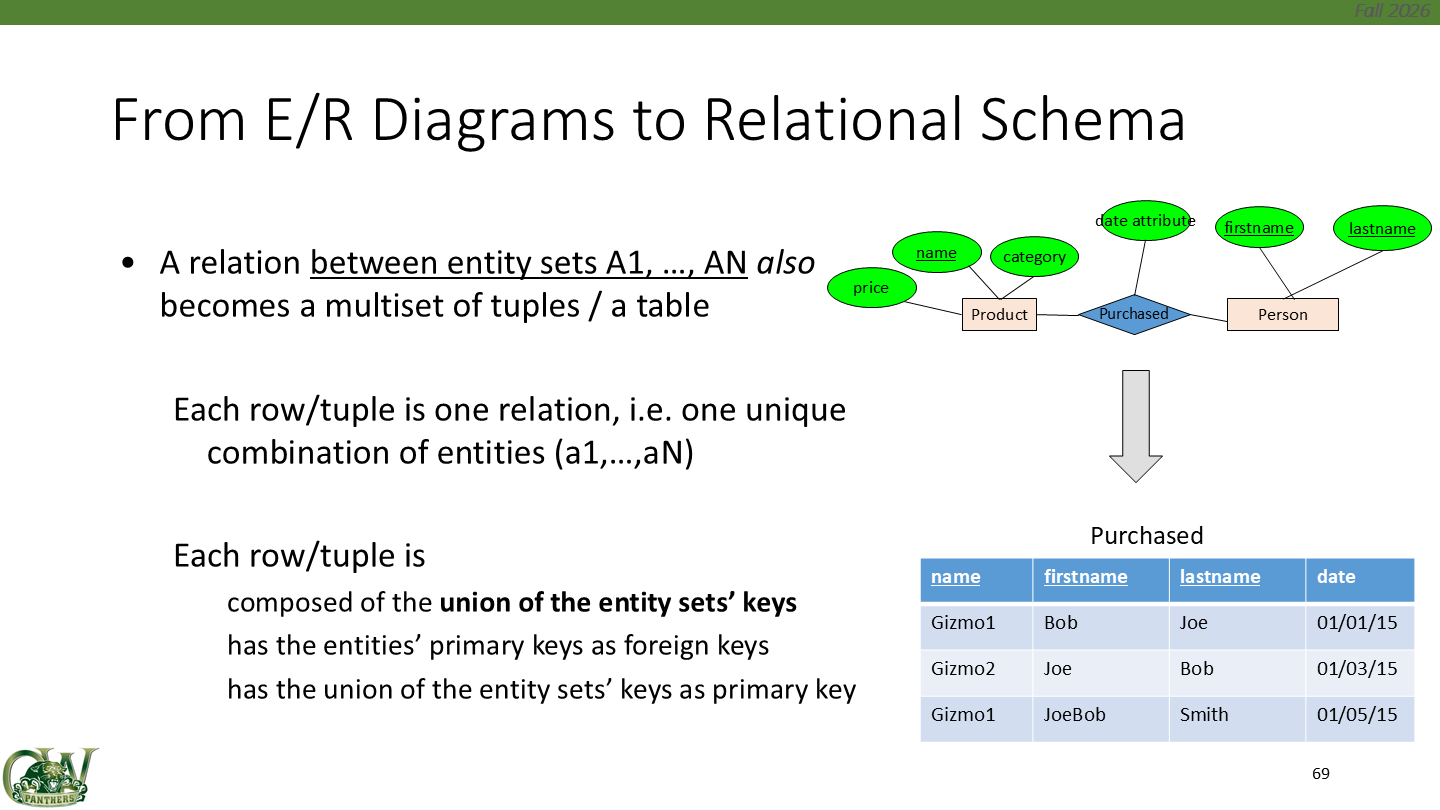 Fall 2026
From E/R Diagrams to Relational Schema
• A relation between entity sets A1, …, AN also
becomes a multiset of tuples / a table
Each row/tuple is one relation, i.e. one unique
combination of entities (a1,…,aN)
Each row/tuple is
composed of the union of the entity sets’ keys
has the entities’ primary keys as foreign keys
has the union of the entity sets’ keys as primary key
date attribute
firstname
lastname
name
category
price
Product
Purchased
Person
Purchased
name firstname lastname date
Gizmo1 Bob Joe 01/01/15
Gizmo2 Joe Bob 01/03/15
Gizmo1 JoeBob Smith 01/05/15
OW
PANTHERS
69